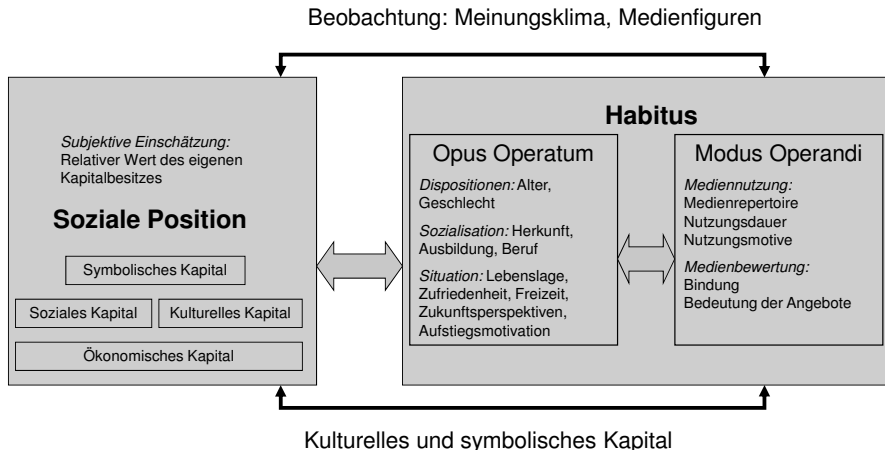 Beobachtung: Meinungsklima, Medienfiguren
Subjektive Einschätzung:
Relativer Wert des eigenen
Kapitalbesitzes
Soziale Position
Symbolisches Kapital
Soziales Kapital
Kulturelles Kapital
Ökonomisches Kapital
Habitus
Opus Operatum
Dispositionen: Alter,
Geschlecht
Sozialisation: Herkunft,
Ausbildung, Beruf
Situation: Lebenslage,
Zufriedenheit, Freizeit,
Zukunftsperspektiven,
Aufstiegsmotivation
Modus Operandi
Mediennutzung:
Medienrepertoire
Nutzungsdauer
Nutzungsmotive
Medienbewertung:
Bindung
Bedeutung der Angebote
Kulturelles und symbolisches Kapital